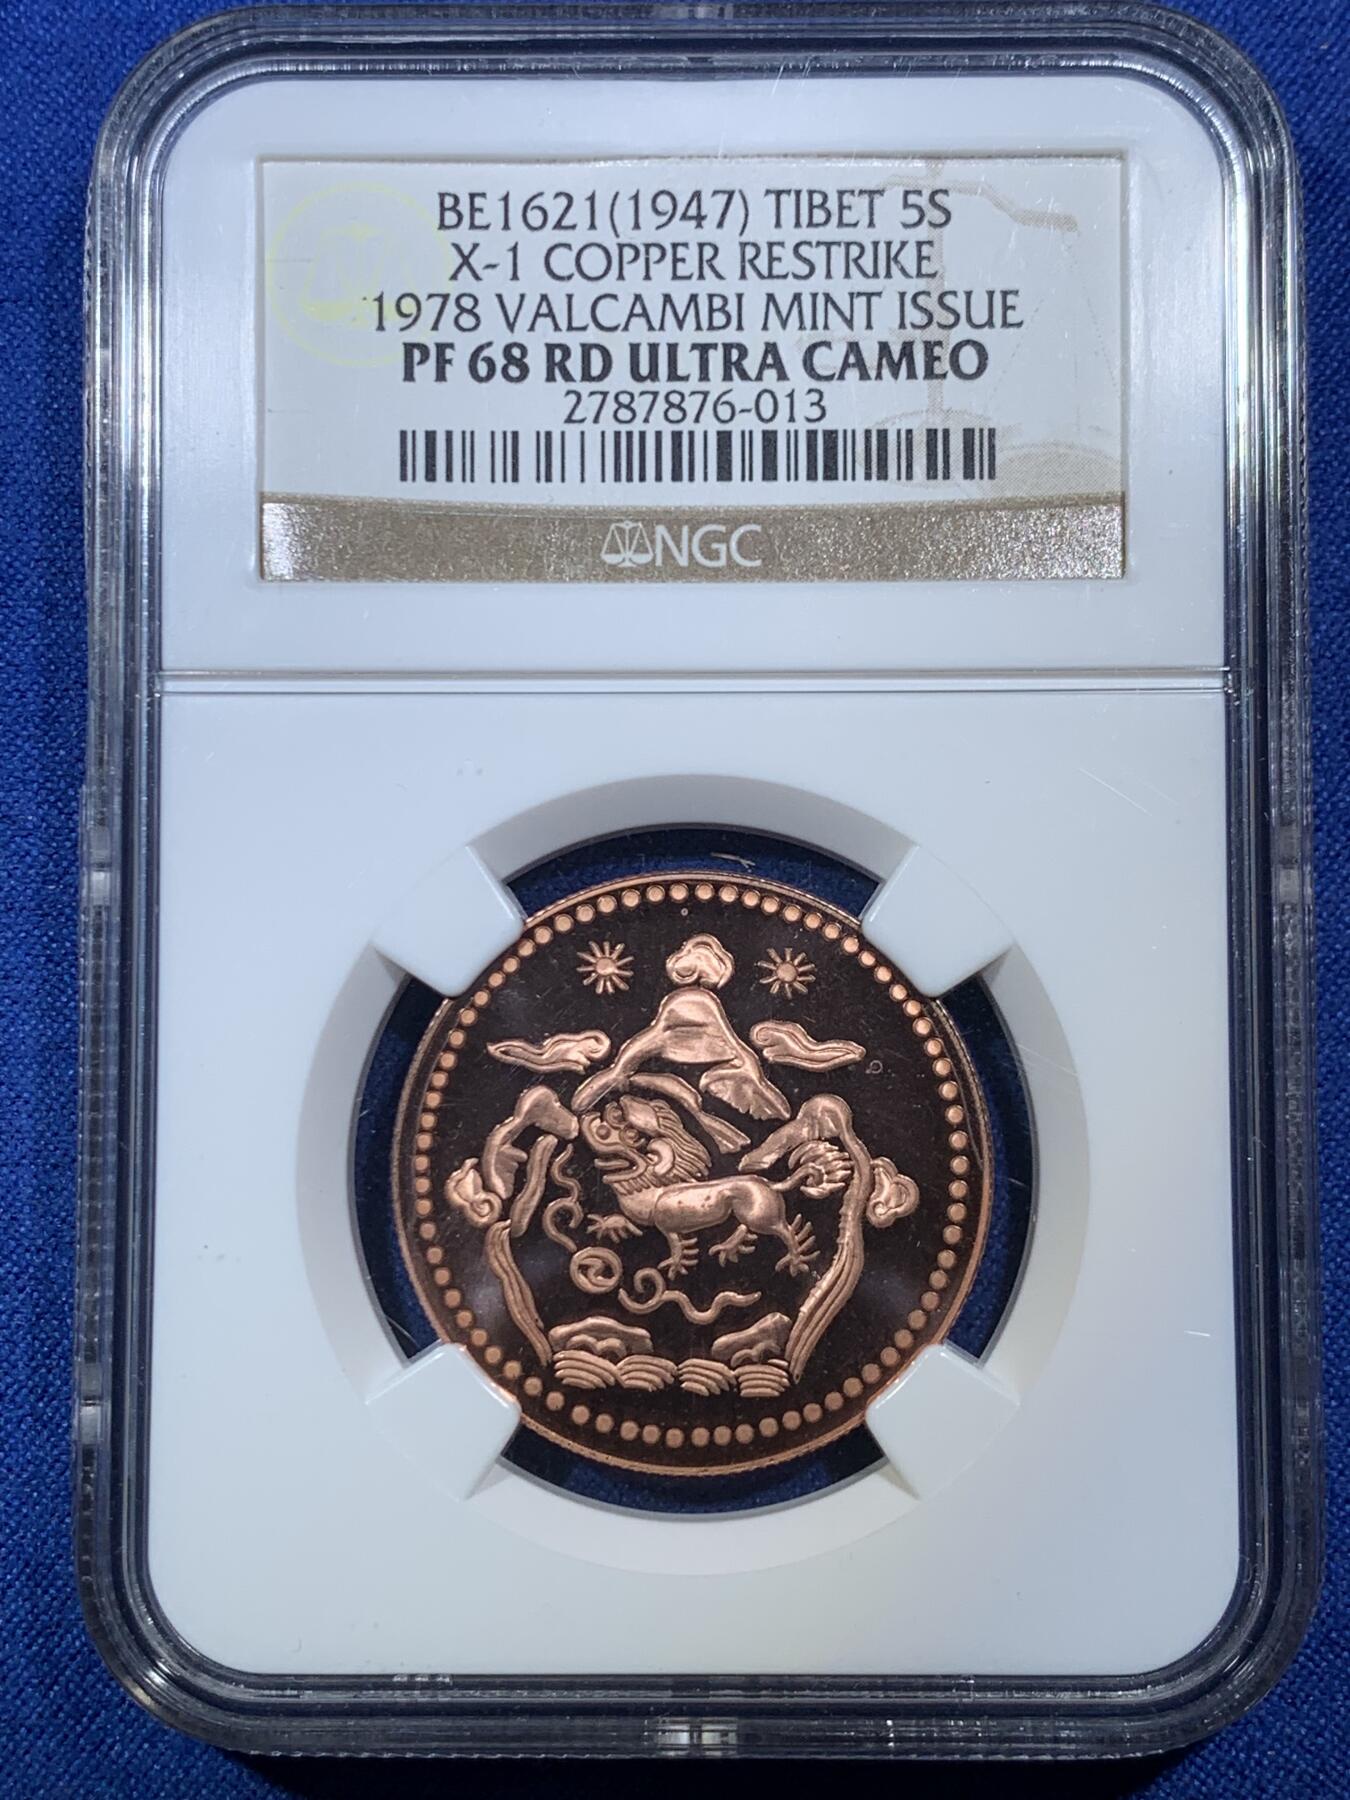 BE1621(1947) TIBET 5S
X-1 COPPER RESTRIKE
1978 VALCAMBI MINT ISSUE
PF 68 RD ULTRA CAMEO
2787876-013
NGC